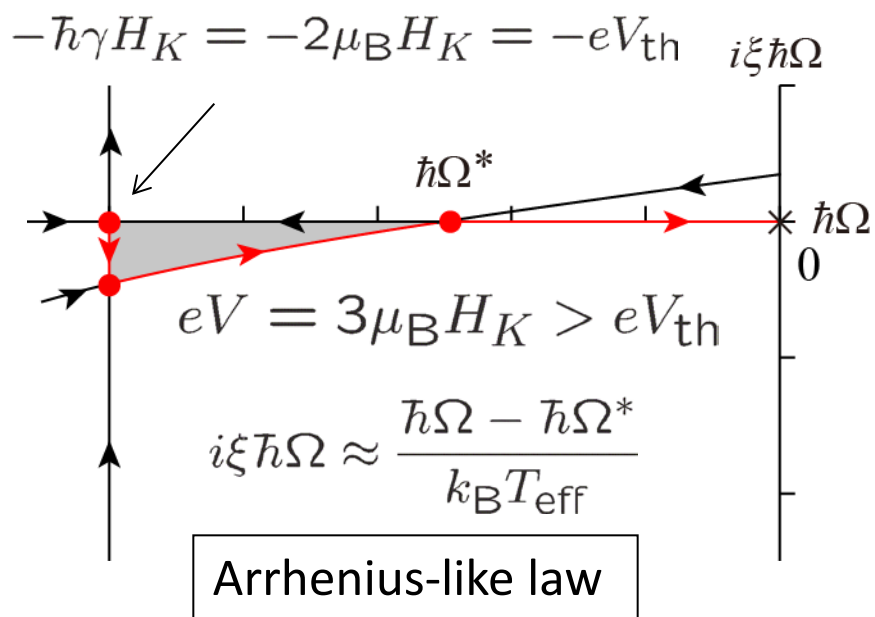 −ℏγH_K = −2μ_B H_K = −eV_th
iξℏΩ
ℏΩ*
ℏΩ
0
eV = 3μ_B H_K > eV_th
iξℏΩ ≈ (ℏΩ − ℏΩ*) / (k_B T_eff)
Arrhenius-like law